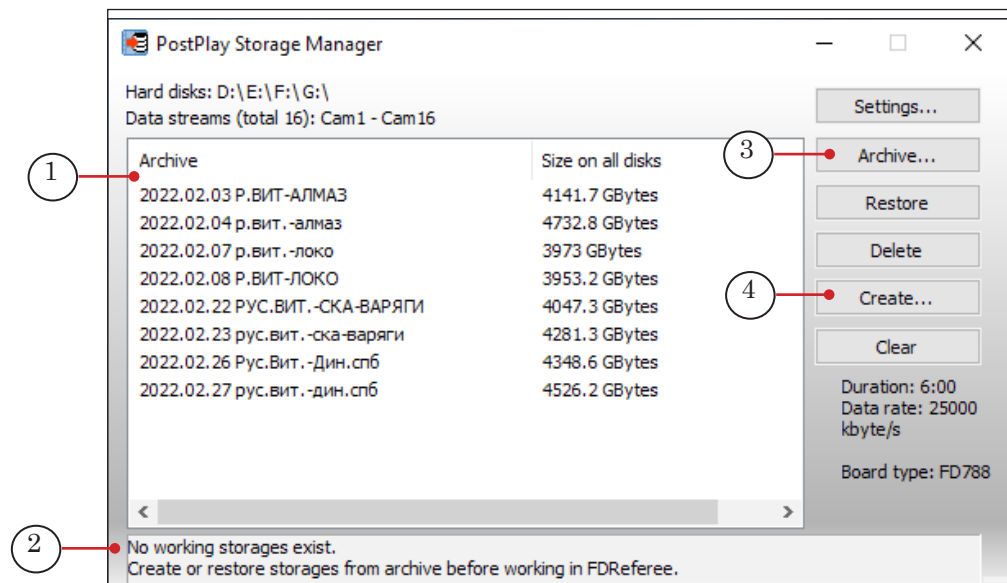 PostPlay Storage Manager
Hard disks: D:\E:\F:\G:\
Data streams (total 16): Cam1 - Cam16
Settings...
1
Archive
Size on all disks
3
Archive...
2022.02.03 Р.ВИТ-АЛМАЗ
4141.7 GBytes
Restore
2022.02.04 р.вит.-алмаз
4732.8 GBytes
2022.02.07 р.вит.-локо
3973 GBytes
Delete
2022.02.08 Р.ВИТ-ЛОКО
3953.2 GBytes
4
Create...
2022.02.22 РУС.ВИТ.-СКА-ВАРЯГИ
4047.3 GBytes
2022.02.23 рус.вит.-ска-варяги
4281.3 GBytes
Clear
2022.02.26 Рус.Вит.-Дин.спб
4348.6 GBytes
2022.02.27 рус.вит.-дин.спб
4526.2 GBytes
Duration: 6:00
Data rate: 25000
kbyte/s
Board type: FD788
2
No working storages exist.
Create or restore storages from archive before working in FDReferee.